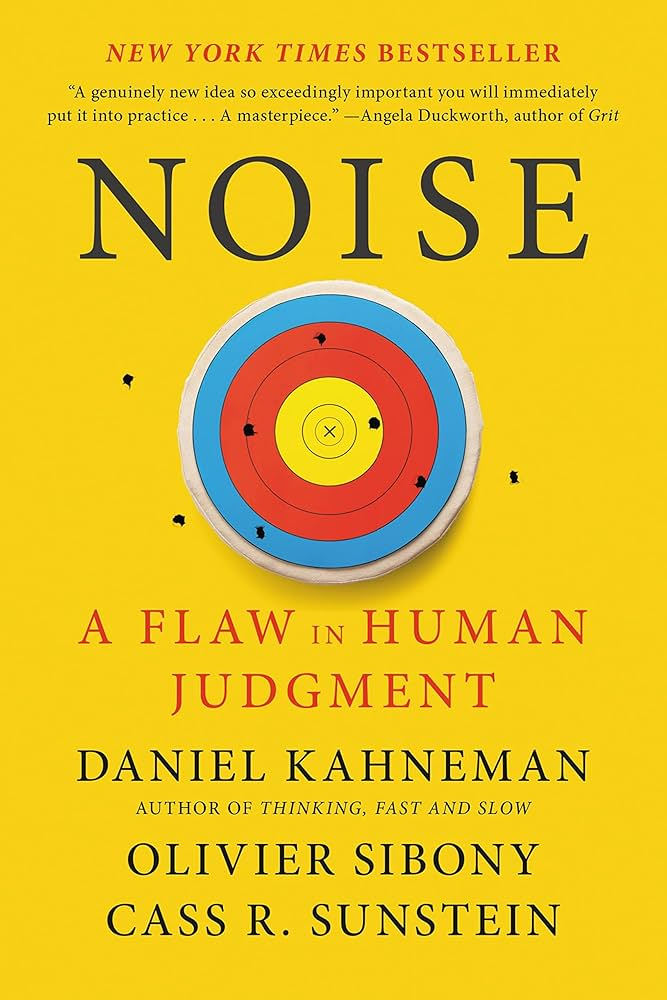 NEW YORK TIMES BESTSELLER
“A genuinely new idea so exceedingly important you will immediately
put it into practice . . . A masterpiece.” —Angela Duckworth, author of Grit
NOISE
A FLAW IN HUMAN
JUDGMENT
DANIEL KAHNEMAN
AUTHOR OF THINKING, FAST AND SLOW
OLIVIER SIBONY
CASS R. SUNSTEIN